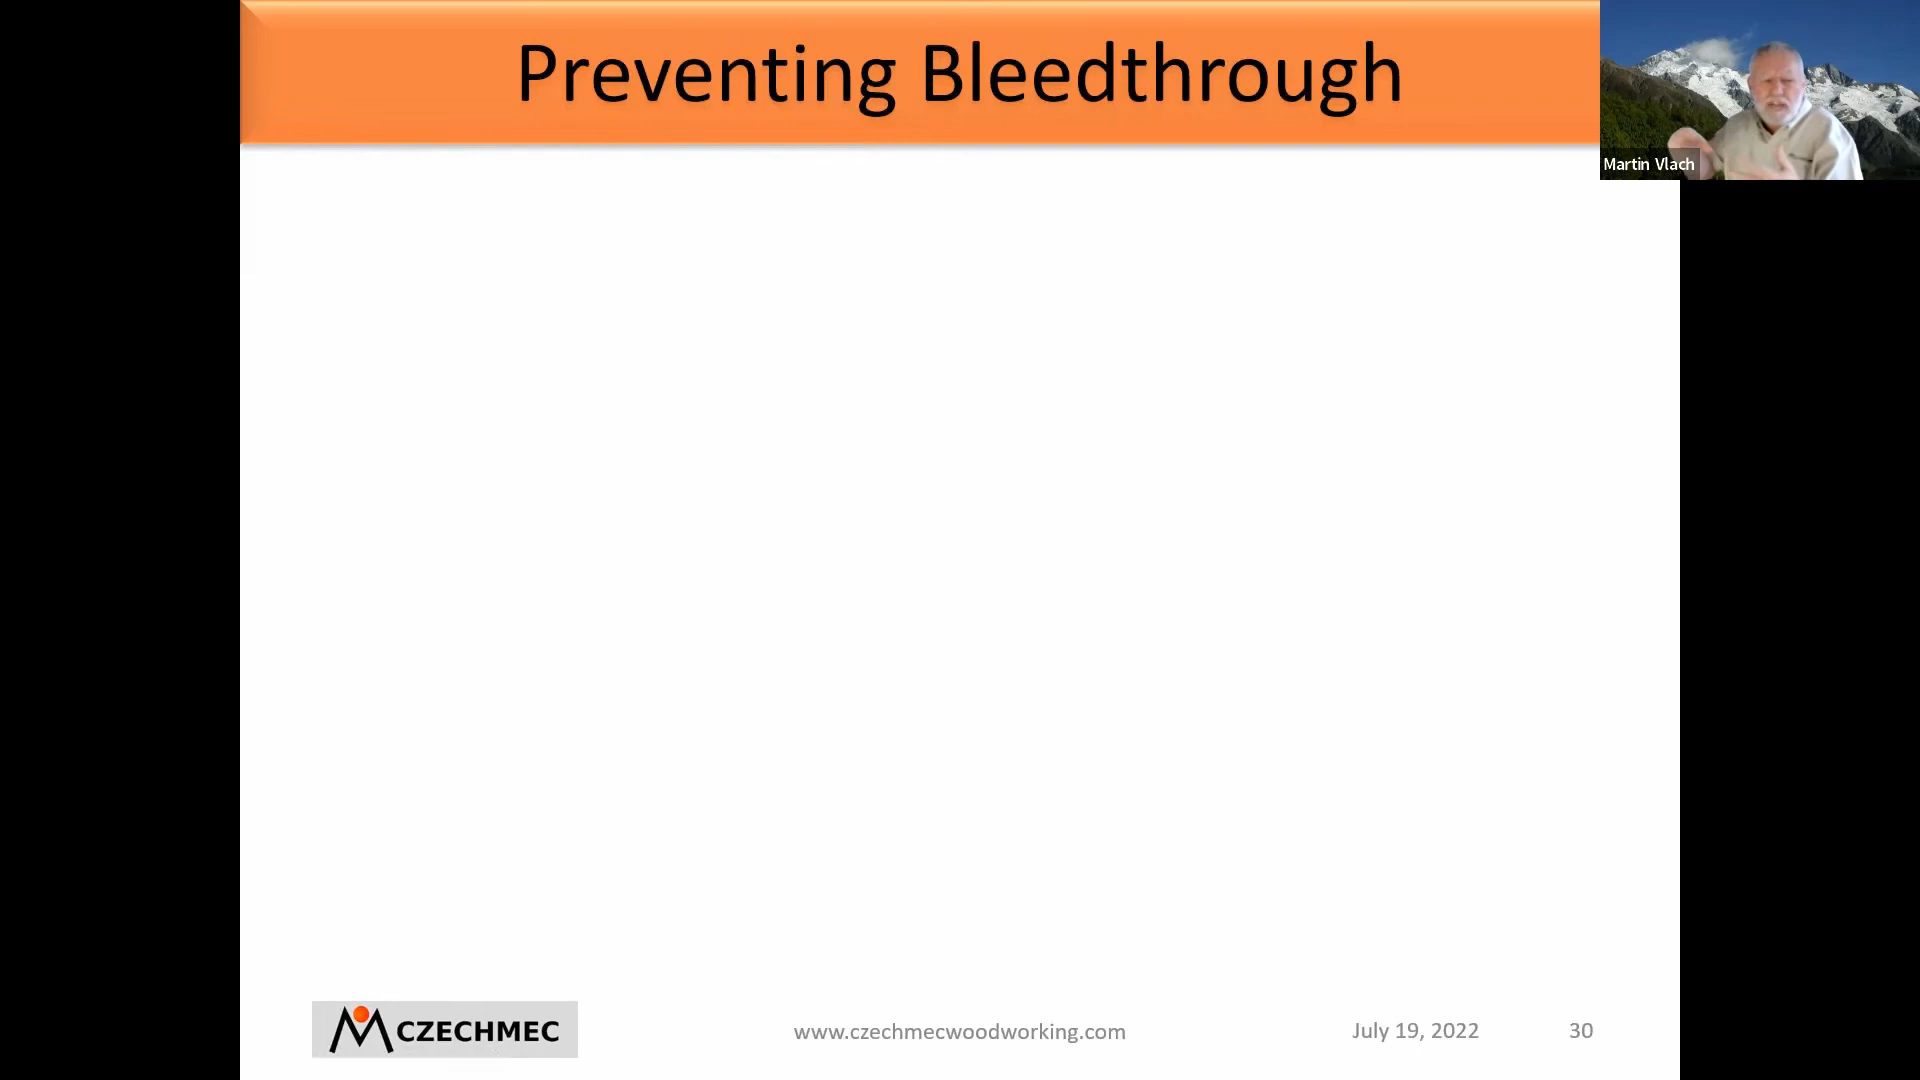 Preventing Bleedthrough
Martin Vlach
CZECHMEC
www.czechmecwoodworking.com
July 19, 2022
30